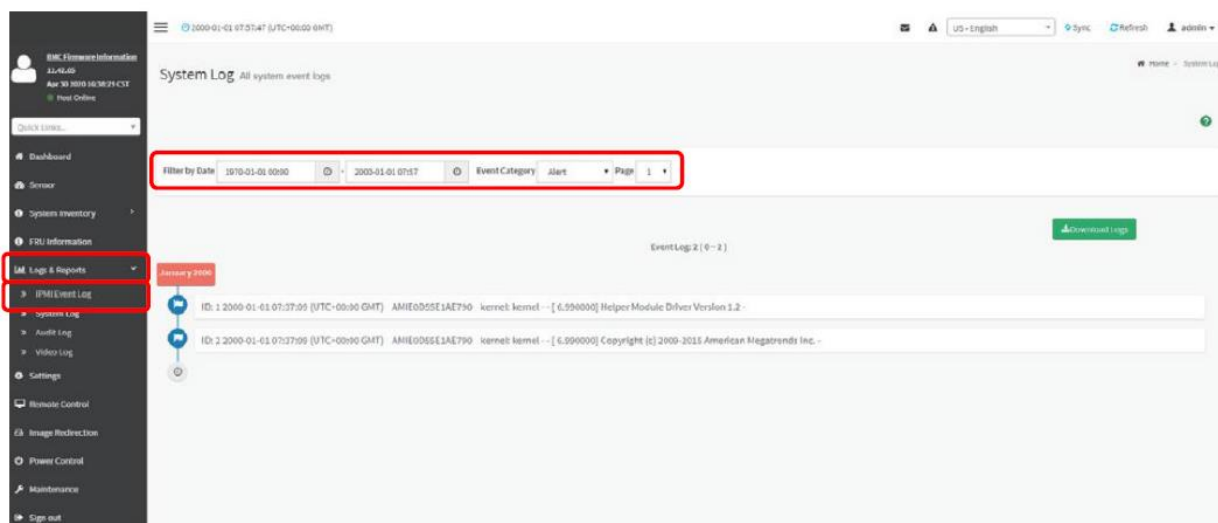 2000-01-01 07:57:47 (UTC+00:00 GMT)
US - English
Sync
Refresh
admin
BMC Firmware Information
Apr 30 2020 10:38:25 CST
Host Online
Quick Links...
Dashboard
Sensor
System Inventory
FRU Information
Logs & Reports
IPMI Event Log
System Log
Audit Log
Video Log
Settings
Remote Control
Image Redirection
Power Control
Maintenance
Sign out
System Log All system event logs
Home - System Log
Filter by Date 1970-01-01 00:00 - 2000-01-01 07:57 Event Category Alert Page 1
Download Logs
Event Log: 2 ( 0 ~ 2 )
January 2000
ID: 1 2000-01-01 07:37:09 (UTC+00:00 GMT) kernel: kernel - - [ 6.990000] Helper Module Driver Version 1.2 -
ID: 2 2000-01-01 07:37:09 (UTC+00:00 GMT) kernel: kernel - - [ 6.990000] Copyright (c) 2009-2015 American Megatrends Inc. -